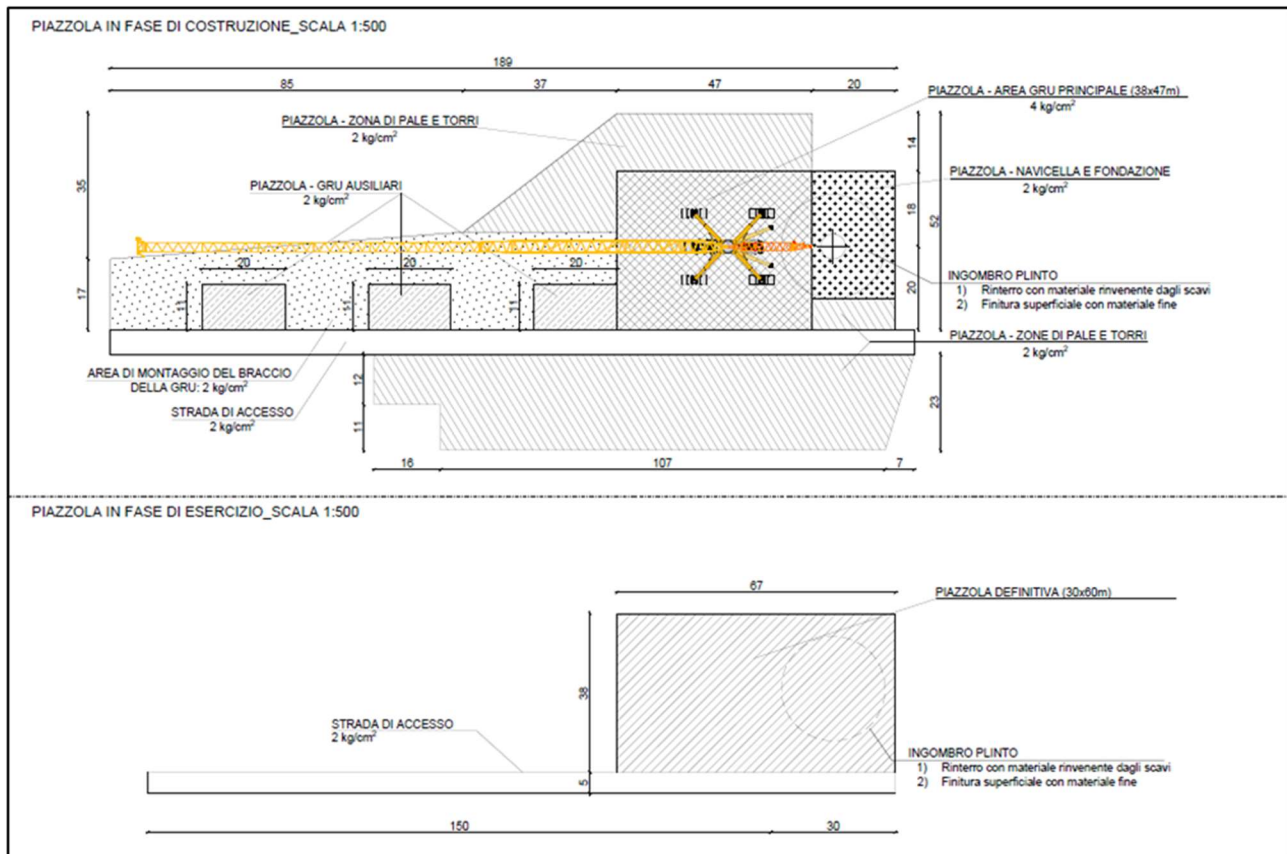 PIAZZOLA IN FASE DI COSTRUZIONE_SCALA 1:500
189
85
37
47
20
PIAZZOLA - AREA GRU PRINCIPALE (38x47m)
4 kg/cm²
PIAZZOLA - ZONA DI PALE E TORRI
2 kg/cm²
14
35
PIAZZOLA - NAVICELLA E FONDAZIONE
2 kg/cm²
PIAZZOLA - GRU AUSILIARI
2 kg/cm²
18
52
20
20
20
INGOMBRO PLINTO
1) Rinterro con materiale rinvenente dagli scavi
2) Finitura superficiale con materiale fine
17
11
11
11
20
PIAZZOLA - ZONE DI PALE E TORRI
2 kg/cm²
AREA DI MONTAGGIO DEL BRACCIO
DELLA GRU: 2 kg/cm²
12
STRADA DI ACCESSO
2 kg/cm²
23
11
16
107
7
PIAZZOLA IN FASE DI ESERCIZIO_SCALA 1:500
67
PIAZZOLA DEFINITIVA (30x60m)
38
STRADA DI ACCESSO
2 kg/cm²
INGOMBRO PLINTO
1) Rinterro con materiale rinvenente dagli scavi
2) Finitura superficiale con materiale fine
5
150
30